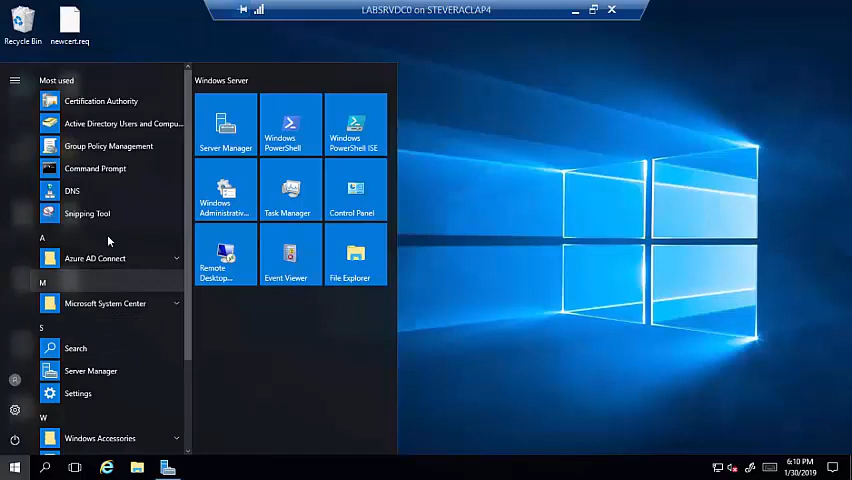 LABSRVDC0 on STEVERACLAP4
Recycle Bin
newcert.req
Most used
Certification Authority
Active Directory Users and Compu...
Group Policy Management
Command Prompt
DNS
Snipping Tool
A
Azure AD Connect
M
Microsoft System Center
S
Search
Server Manager
Settings
W
Windows Accessories
Windows Server
Server Manager
Windows
PowerShell
Windows
PowerShell ISE
Windows
Administrativ...
Task Manager
Control Panel
Remote
Desktop...
Event Viewer
File Explorer
6:10 PM
1/30/2019